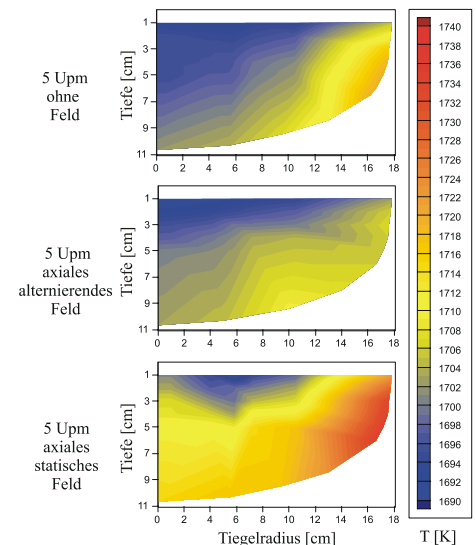 5 Upm
ohne
Feld
Tiefe [cm]
1
3
5
7
9
11
0 2 4 6 8 10 12 14 16 18
5 Upm
axiales
alternierendes
Feld
Tiefe [cm]
1
3
5
7
9
11
0 2 4 6 8 10 12 14 16 18
5 Upm
axiales
statisches
Feld
Tiefe [cm]
1
3
5
7
9
11
0 2 4 6 8 10 12 14 16 18
Tiegelradius [cm]
1740
1738
1736
1734
1732
1730
1728
1726
1724
1722
1720
1718
1716
1714
1712
1710
1708
1706
1704
1702
1700
1698
1696
1694
1692
1690
T [K]